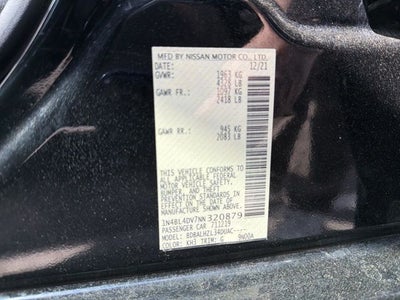 MFD BY NISSAN MOTOR CO., LTD.
12/21
GVWR: 1963 KG
4328 LB
GAWR FR: 1097 KG
2418 LB
GAWR RR: 945 KG
2083 LB
THIS VEHICLE CONFORMS TO
ALL APPLICABLE FEDERAL
MOTOR VEHICLE SAFETY,
BUMPER, AND THEFT
PREVENTION STANDARDS IN
EFFECT ON THE DATE OF
MANUFACTURE SHOWN ABOVE.
1N4BL4DV7NN320879
PASSENGER CAR
MODEL:
COLOR: KH3 TRIM: G